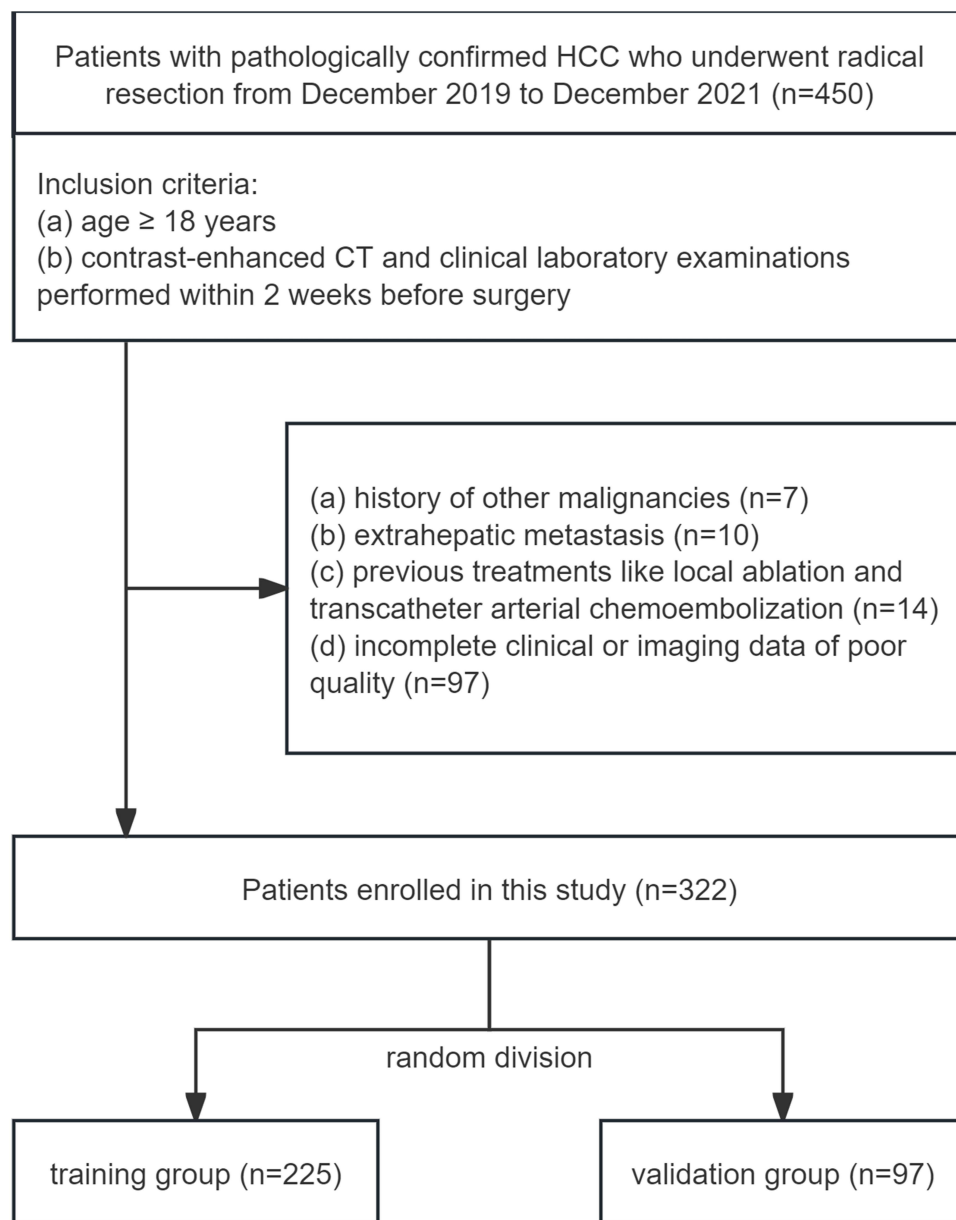 Patients with pathologically confirmed HCC who underwent radical
resection from December 2019 to December 2021 (n=450)
Inclusion criteria:
(a) age ≥ 18 years
(b) contrast-enhanced CT and clinical laboratory examinations
performed within 2 weeks before surgery
(a) history of other malignancies (n=7)
(b) extrahepatic metastasis (n=10)
(c) previous treatments like local ablation and
transcatheter arterial chemoembolization (n=14)
(d) incomplete clinical or imaging data of poor
quality (n=97)
Patients enrolled in this study (n=322)
random division
training group (n=225)
validation group (n=97)